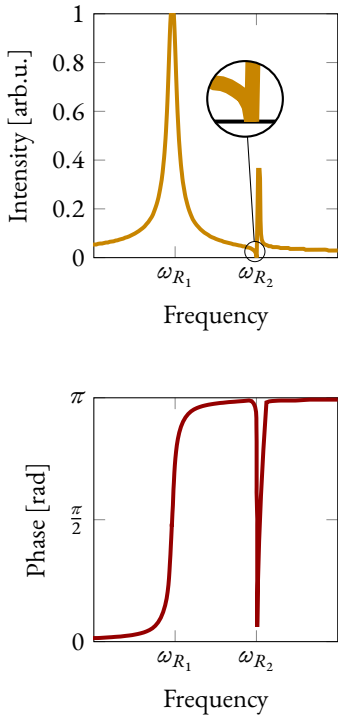 Intensity [arb.u.]
1
0.8
0.6
0.4
0.2
0
ω_{R_1} ω_{R_2}
Frequency
Phase [rad]
π
π/2
0
ω_{R_1} ω_{R_2}
Frequency